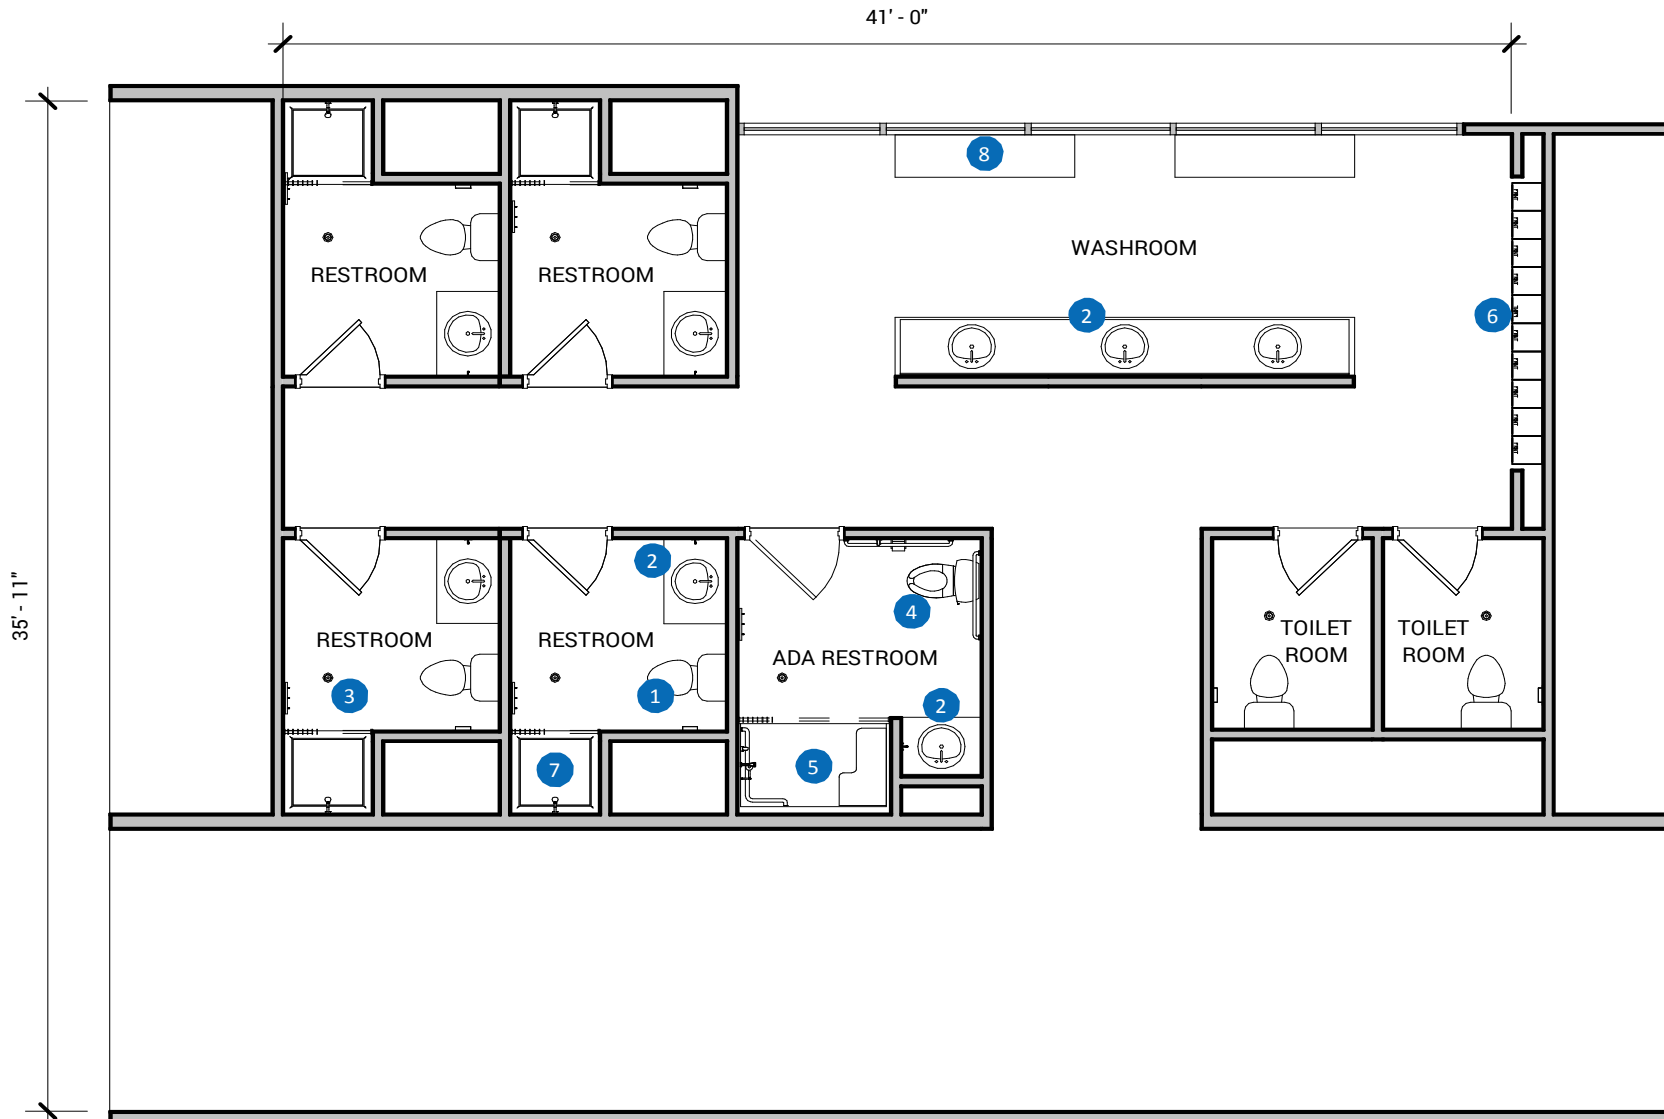 41' - 0"
8
WASHROOM
RESTROOM
RESTROOM
2
6
35' - 11"
2
4
RESTROOM
RESTROOM
ADA RESTROOM
TOILET
ROOM
TOILET
ROOM
3
1
2
7
5